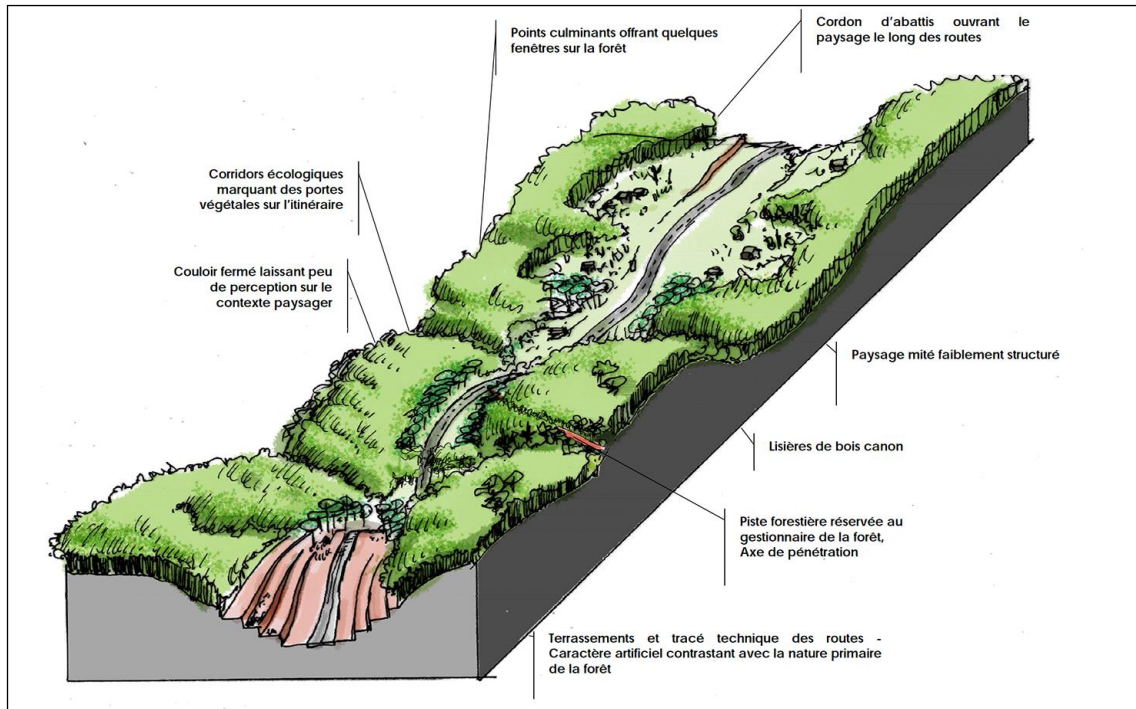 Points culminants offrant quelques
fenêtres sur la forêt
Cordon d'abattis ouvrant le
paysage le long des routes
Corridors écologiques
marquant des portes
végétales sur l'itinéraire
Couloir fermé laissant peu
de perception sur le
contexte paysager
Paysage mité faiblement structuré
Lisières de bois canon
Piste forestière réservée au
gestionnaire de la forêt,
Axe de pénétration
Terrassements et tracé technique des routes -
Caractère artificiel contrastant avec la nature primaire
de la forêt